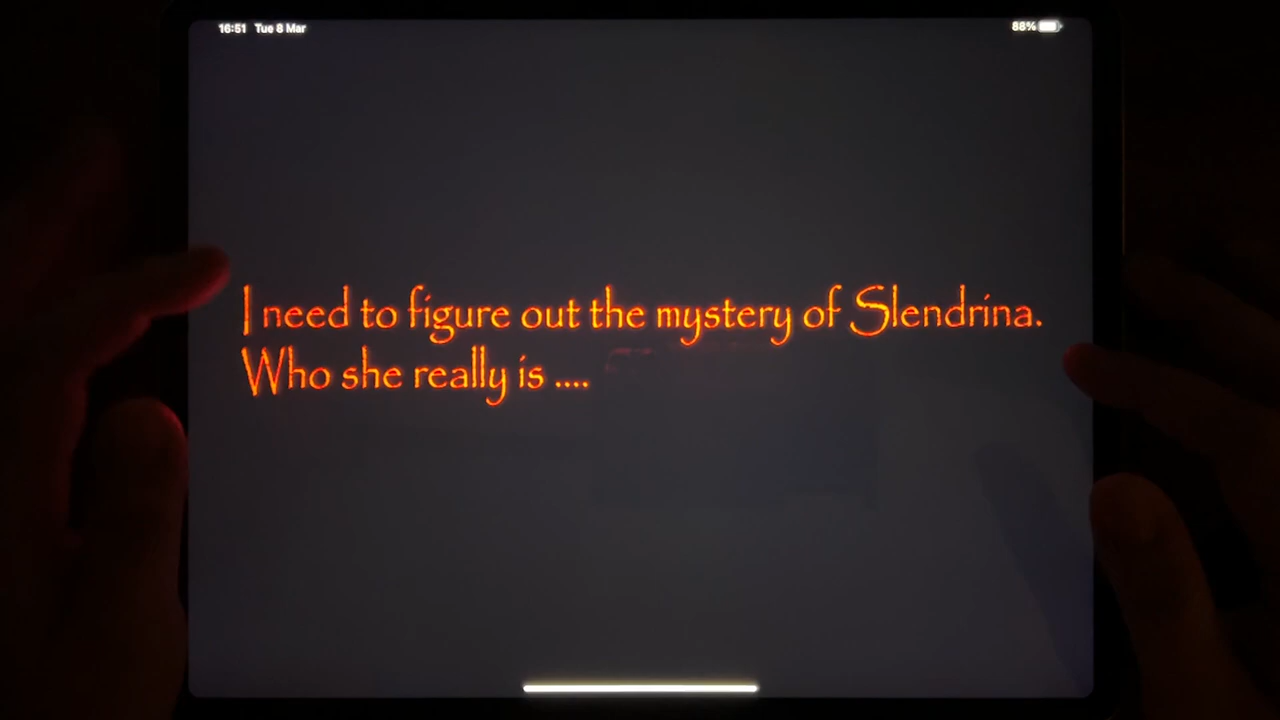 16:51 Tue 8 Mar 88%
I need to figure out the mystery of Slendrina.
Who she really is ....